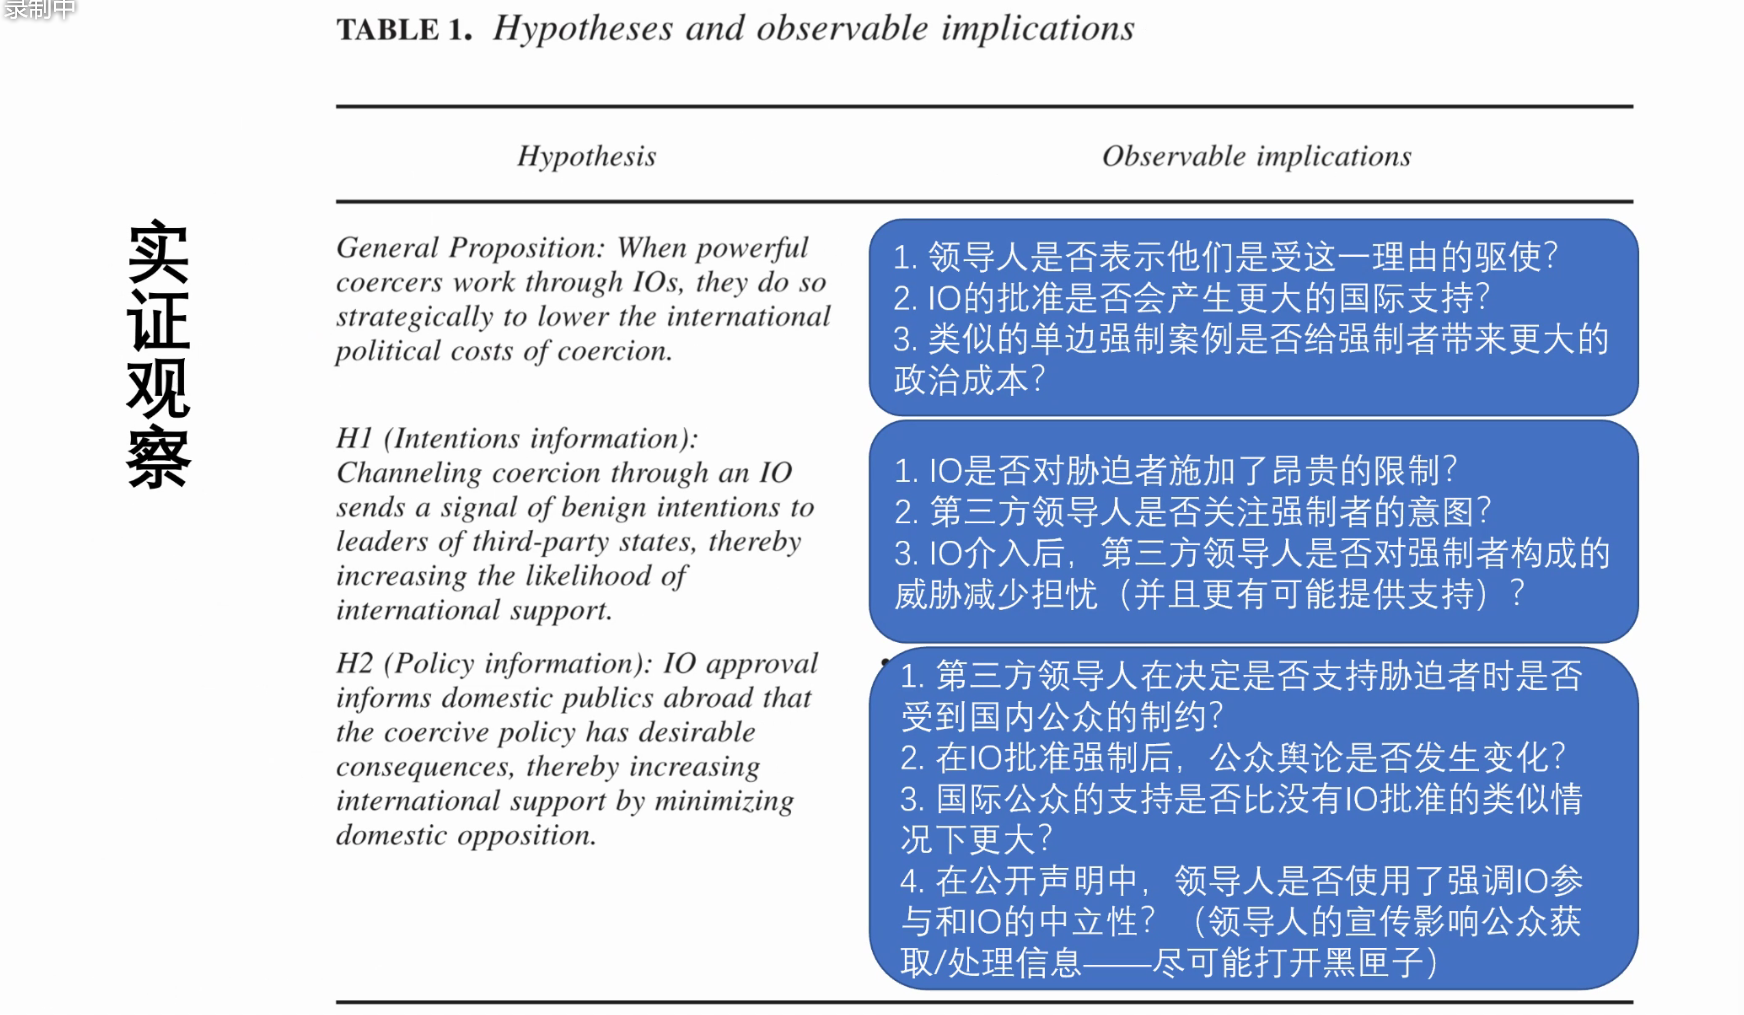 录制中
TABLE 1. Hypotheses and observable implications
Hypothesis
Observable implications
实
证
观
察
General Proposition: When powerful
coercers work through IOs, they do so
strategically to lower the international
political costs of coercion.
1. 领导人是否表示他们是受这一理由的驱使?
2. IO的批准是否会产生更大的国际支持?
3. 类似的单边强制案例是否给强制者带来更大的
政治成本?
H1 (Intentions information):
Channeling coercion through an IO
sends a signal of benign intentions to
leaders of third-party states, thereby
increasing the likelihood of
international support.
1. IO是否对胁迫者施加了昂贵的限制?
2. 第三方领导人是否关注强制者的意图?
3. IO介入后，第三方领导人是否对强制者构成的
威胁减少担忧（并且更有可能提供支持）?
H2 (Policy information): IO approval
informs domestic publics abroad that
the coercive policy has desirable
consequences, thereby increasing
international support by minimizing
domestic opposition.
1. 第三方领导人在决定是否支持胁迫者时是否
受到国内公众的制约?
2. 在IO批准强制后，公众舆论是否发生变化?
3. 国际公众的支持是否比没有IO批准的类似情
况下更大?
4. 在公开声明中，领导人是否使用了强调IO参
与和IO的中立性? （领导人的宣传影响公众获
取/处理信息——尽可能打开黑匣子）